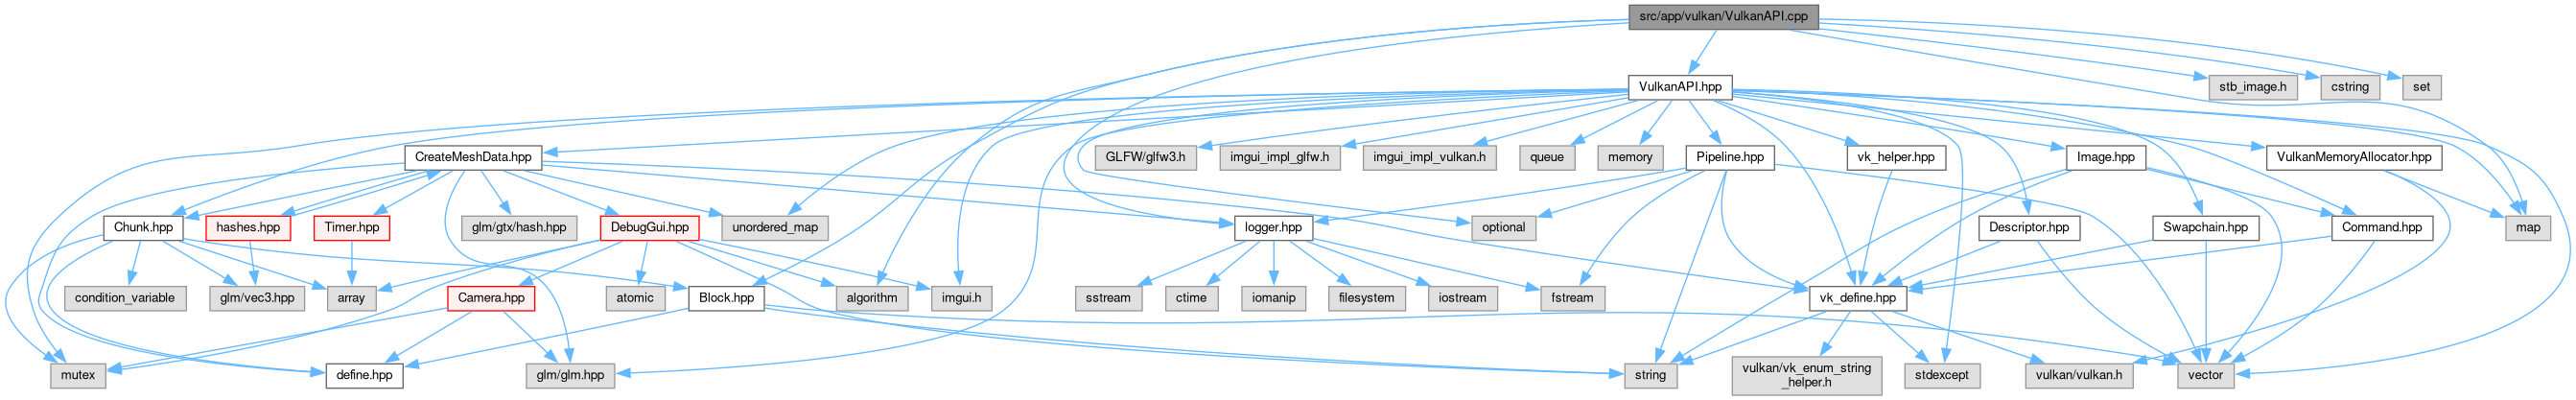 src/app/vulkan/VulkanAPI.cpp
VulkanAPI.hpp
stb_image.h
cstring
set
CreateMeshData.hpp
GLFW/glfw3.h
imgui_impl_glfw.h
imgui_impl_vulkan.h
queue
memory
Pipeline.hpp
vk_helper.hpp
Image.hpp
VulkanMemoryAllocator.hpp
Chunk.hpp
hashes.hpp
Timer.hpp
glm/gtx/hash.hpp
DebugGui.hpp
unordered_map
logger.hpp
optional
Descriptor.hpp
Swapchain.hpp
Command.hpp
map
condition_variable
glm/vec3.hpp
array
Camera.hpp
atomic
Block.hpp
algorithm
imgui.h
sstream
ctime
iomanip
filesystem
iostream
fstream
vk_define.hpp
mutex
define.hpp
glm/glm.hpp
string
vulkan/vk_enum_string
_helper.h
stdexcept
vulkan/vulkan.h
vector